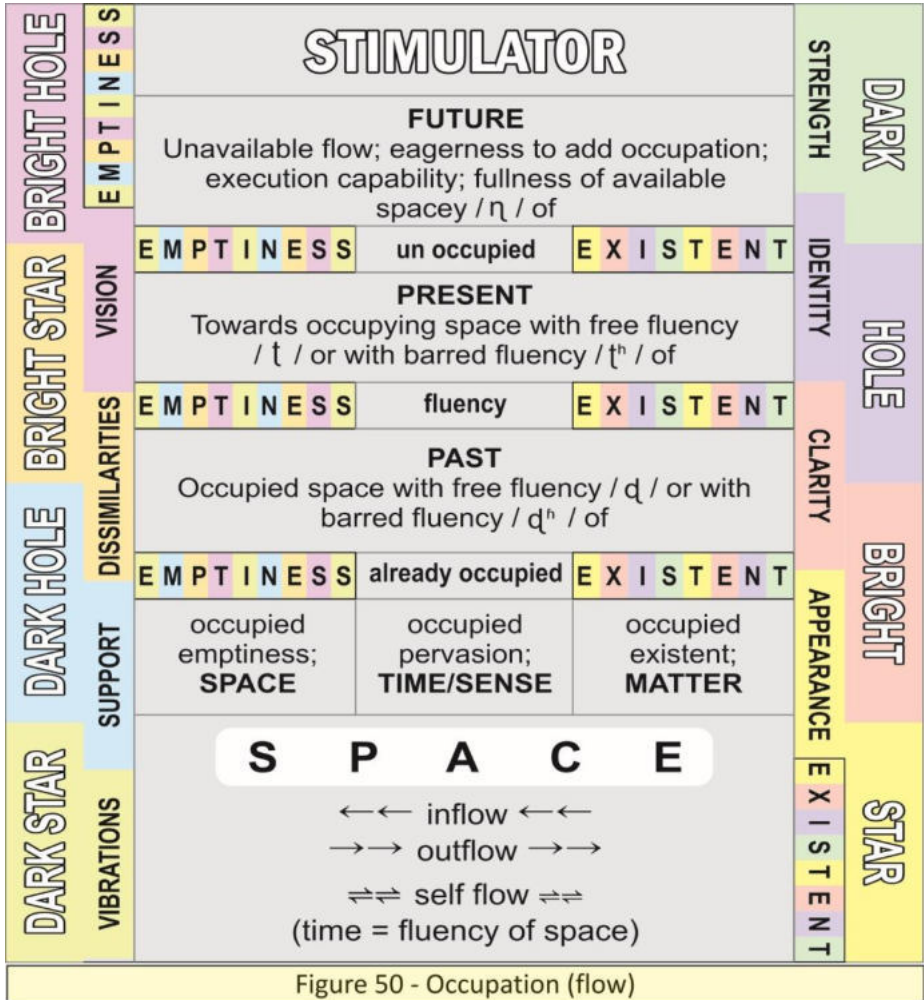 STIMULATOR
FUTURE
Unavailable flow; eagerness to add occupation;
execution capability; fullness of available
spacey / ɳ / of
EMPTINESS un occupied EXISTENT
PRESENT
Towards occupying space with free fluency
/ ʈ / or with barred fluency / ʈʰ / of
EMPTINESS fluency EXISTENT
PAST
Occupied space with free fluency / ɖ / or with
barred fluency / ɖʱ / of
EMPTINESS already occupied EXISTENT
occupied emptiness; SPACE
occupied pervasion; TIME/SENSE
occupied existent; MATTER
SPACE
←← inflow ←←
→→ outflow →→
⇌⇌ self flow ⇌⇌
(time = fluency of space)
BRIGHT HOLE
BRIGHT STAR
DARK HOLE
DARK STAR
EMPTINESS
VISION
DISSIMILARITIES
SUPPORT
VIBRATIONS
STRENGTH
IDENTITY
CLARITY
APPEARANCE
EXISTENT
DARK
HOLE
BRIGHT
STAR
Figure 50 - Occupation (flow)